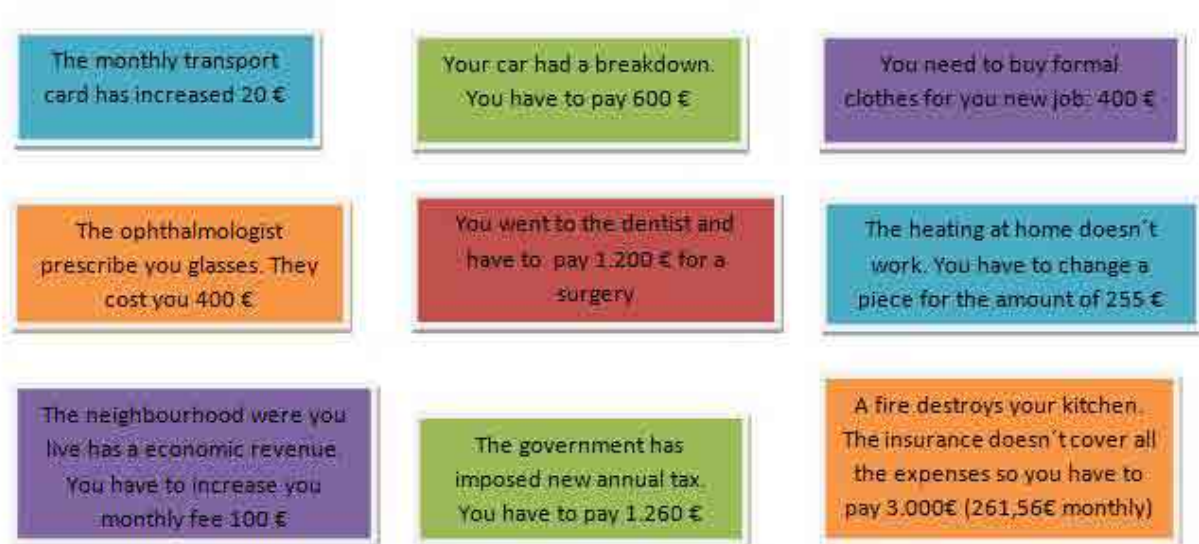 The monthly transport
card has increased 20 €
Your car had a breakdown.
You have to pay 600 €
You need to buy formal
clothes for you new job: 400 €
The ophthalmologist
prescribe you glasses. They
cost you 400 €
You went to the dentist and
have to pay 1.200 € for a
surgery
The heating at home doesn´t
work. You have to change a
piece for the amount of 255 €
The neighbourhood were you
live has a economic revenue
You have to increase you
monthly fee 100 €
The government has
imposed new annual tax.
You have to pay 1.260 €
A fire destroys your kitchen.
The insurance doesn´t cover all
the expenses so you have to
pay 3.000€ (261,56€ monthly)